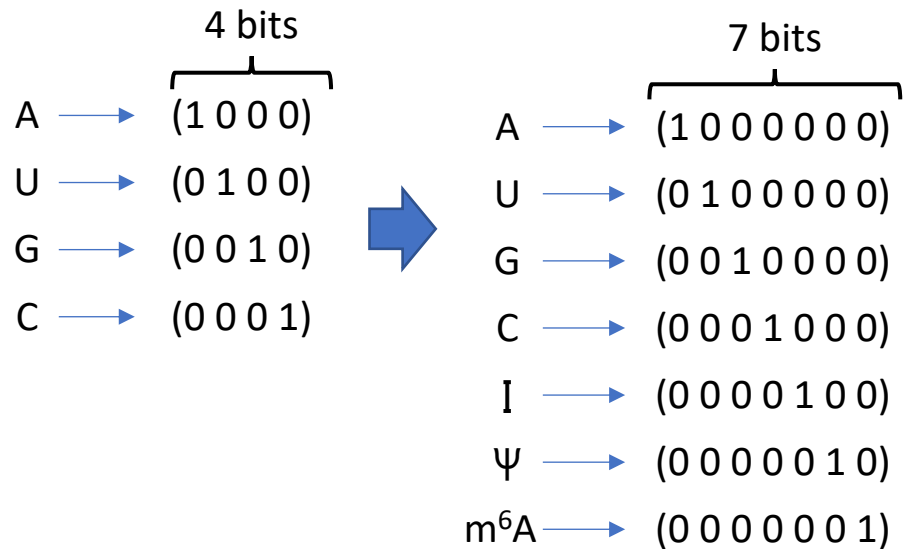 4 bits
A (1 0 0 0)
U (0 1 0 0)
G (0 0 1 0)
C (0 0 0 1)
7 bits
A (1 0 0 0 0 0 0)
U (0 1 0 0 0 0 0)
G (0 0 1 0 0 0 0)
C (0 0 0 1 0 0 0)
I (0 0 0 0 1 0 0)
Ψ (0 0 0 0 0 1 0)
m⁶A (0 0 0 0 0 0 1)